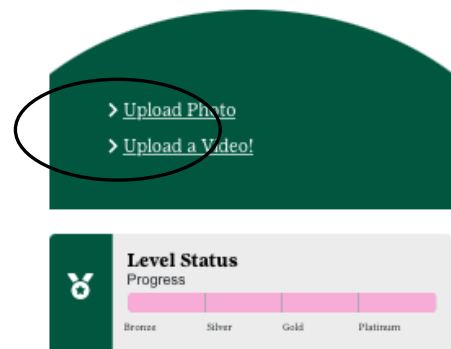 Upload Photo
Upload a Video!
Level Status
Progress
Bronze Silver Gold Platinum